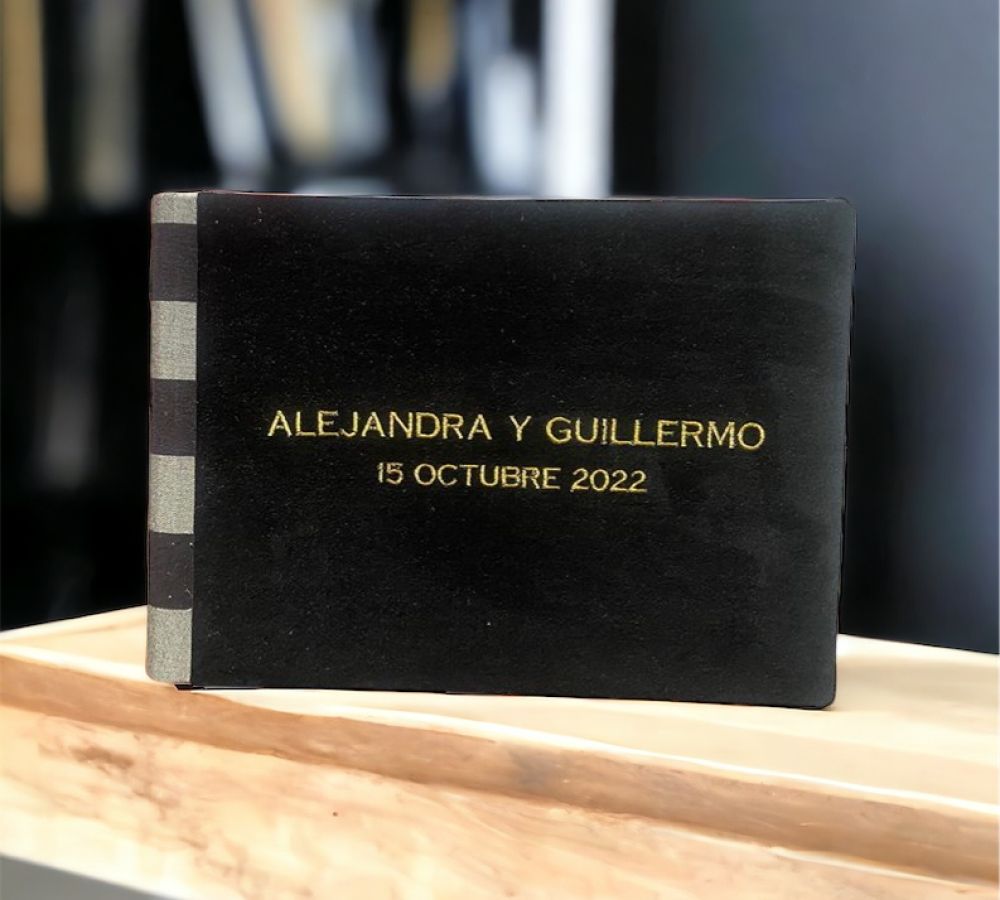 ALEJANDRA Y GUILLERMO
15 OCTUBRE 2022